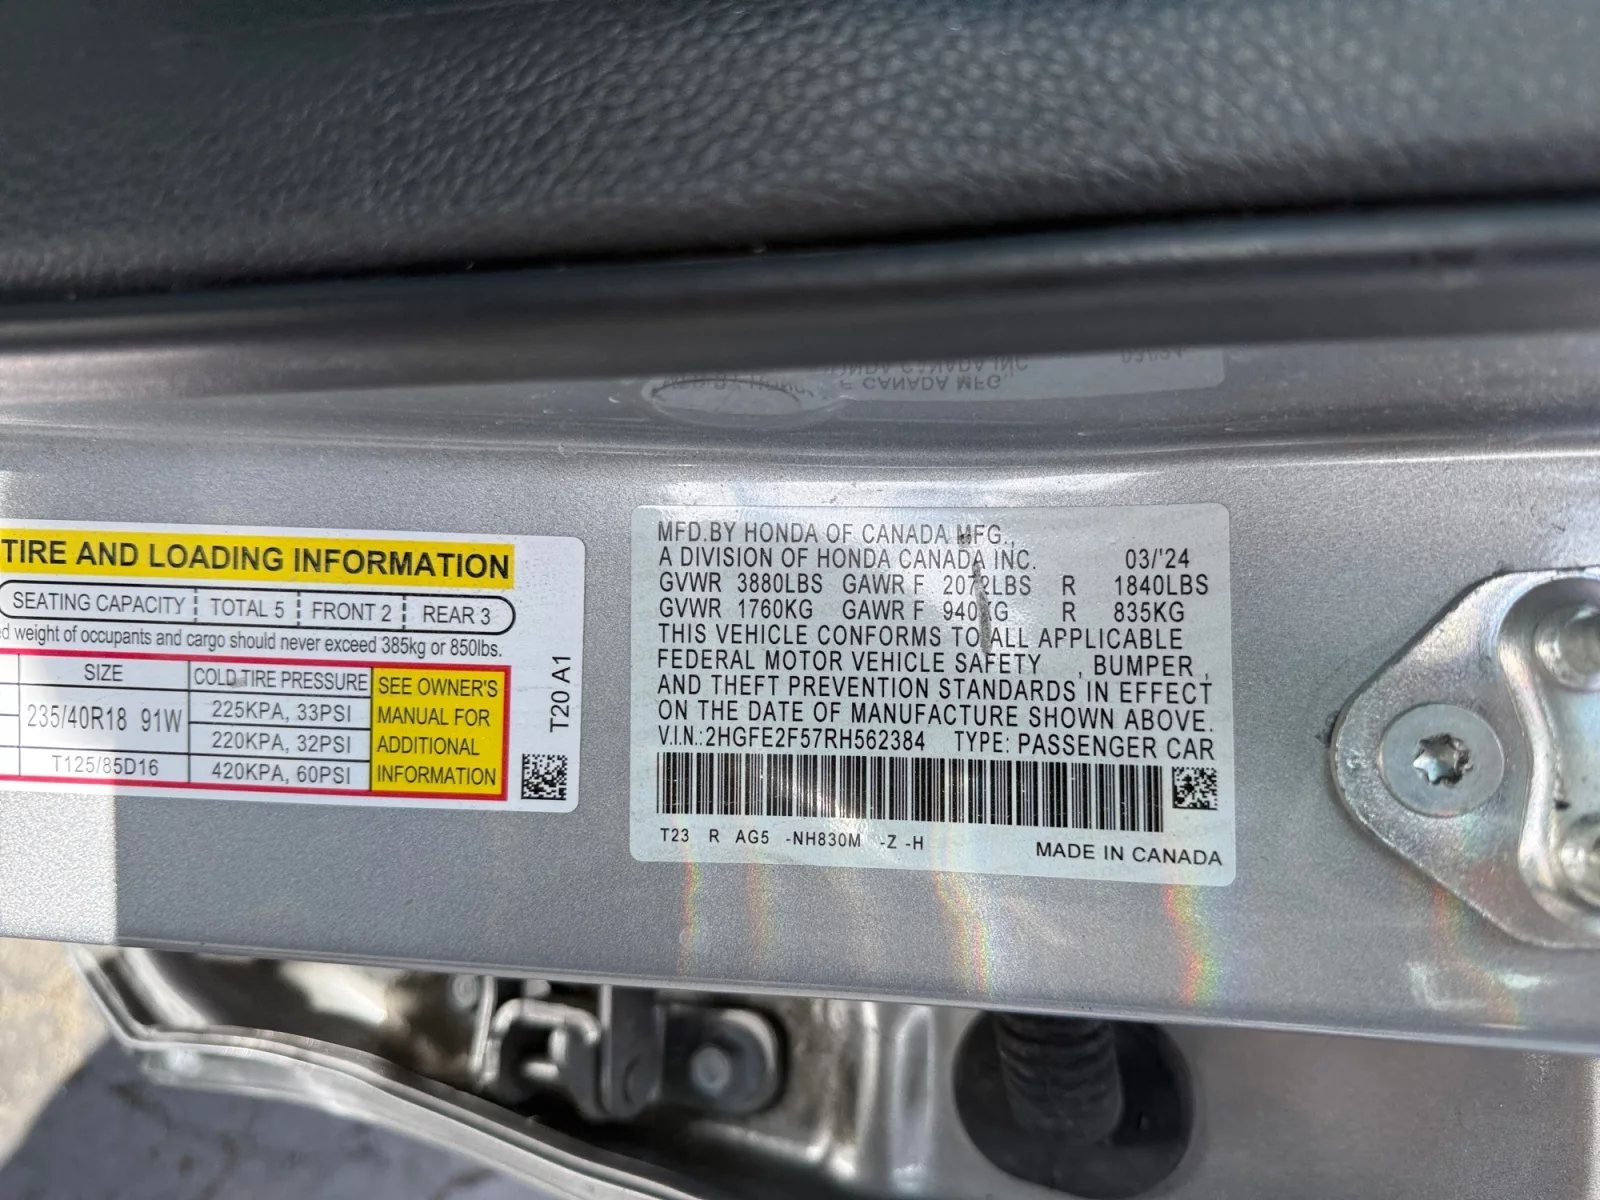 TIRE AND LOADING INFORMATION
SEATING CAPACITY TOTAL 5 FRONT 2 REAR 3
weight of occupants and cargo should never exceed 385kg or 850lbs.
SIZE COLD TIRE PRESSURE
235/40R18 91W
225KPA, 33PSI
220KPA, 32PSI
T125/85D16 420KPA, 60PSI
SEE OWNER'S
MANUAL FOR
ADDITIONAL
INFORMATION
T20 A1
MFD.BY HONDA OF CANADA MFG.,
A DIVISION OF HONDA CANADA INC. 03/'24
GVWR 3880LBS GAWR F 2072LBS R 1840LBS
GVWR 1760KG GAWR F 940KG R 835KG
THIS VEHICLE CONFORMS TO ALL APPLICABLE
FEDERAL MOTOR VEHICLE SAFETY , BUMPER ,
AND THEFT PREVENTION STANDARDS IN EFFECT
ON THE DATE OF MANUFACTURE SHOWN ABOVE.
V.I.N.:2HGFE2F57RH562384 TYPE: PASSENGER CAR
T23 R AG5 -NH830M -Z -H
MADE IN CANADA